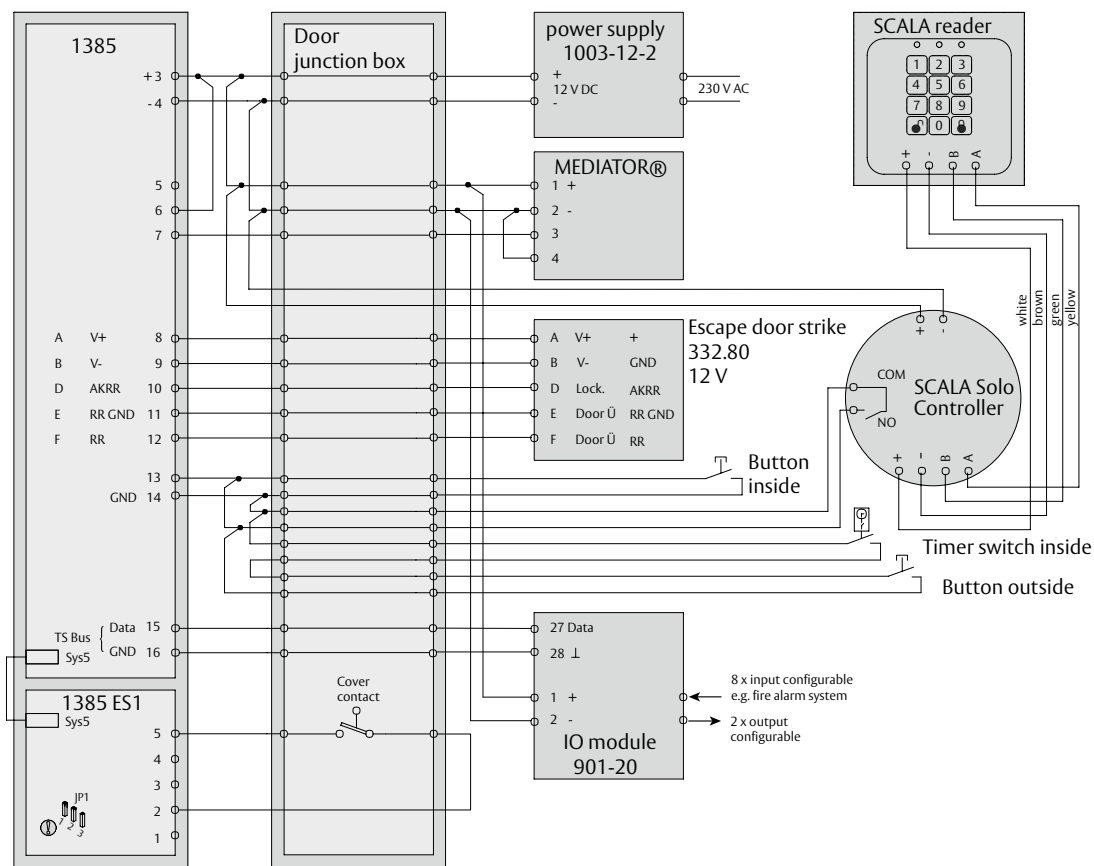 1385
+ 3
- 4
5
6
7
A V+ 8
B V- 9
D AKRR 10
E RR GND 11
F RR 12
13
GND 14
TS Bus { Data 15
GND 16
Sys5
1385 ES1
Sys5
5
4
3
2
1
JP1
1
2
3
Door
junction box
Cover
contact
power supply
1003-12-2
+
12 V DC
-
230 V AC
MEDIATOR®
1 +
2 -
3
4
A V+ +
B V- GND
D Lock. AKRR
E Door Ü RR GND
F Door Ü RR
Escape door strike
332.80
12 V
Button
inside
Timer switch inside
Button outside
27 Data
28 ⊥
1 +
2 -
IO module
901-20
8 x input configurable
e.g. fire alarm system
2 x output
configurable
SCALA reader
1 2 3
4 5 6
7 8 9
0
+ - B A
white
brown
green
yellow
+ -
COM
NO
SCALA Solo
Controller
+ - B A